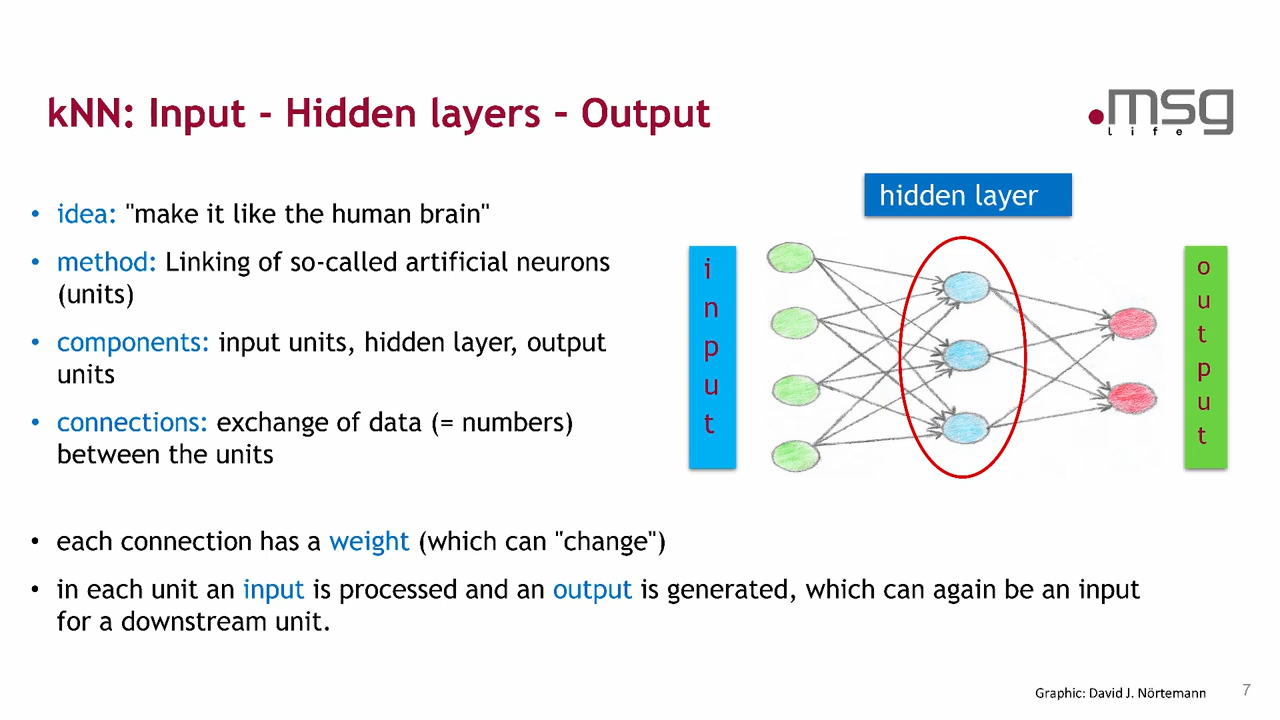 kNN: Input - Hidden layers – Output
.msg
life
• idea: "make it like the human brain"
• method: Linking of so-called artificial neurons
(units)
• components: input units, hidden layer, output
units
• connections: exchange of data (= numbers)
between the units
hidden layer
input
output
• each connection has a weight (which can "change")
• in each unit an input is processed and an output is generated, which can again be an input
for a downstream unit.
Graphic: David J. Nörtemann
7